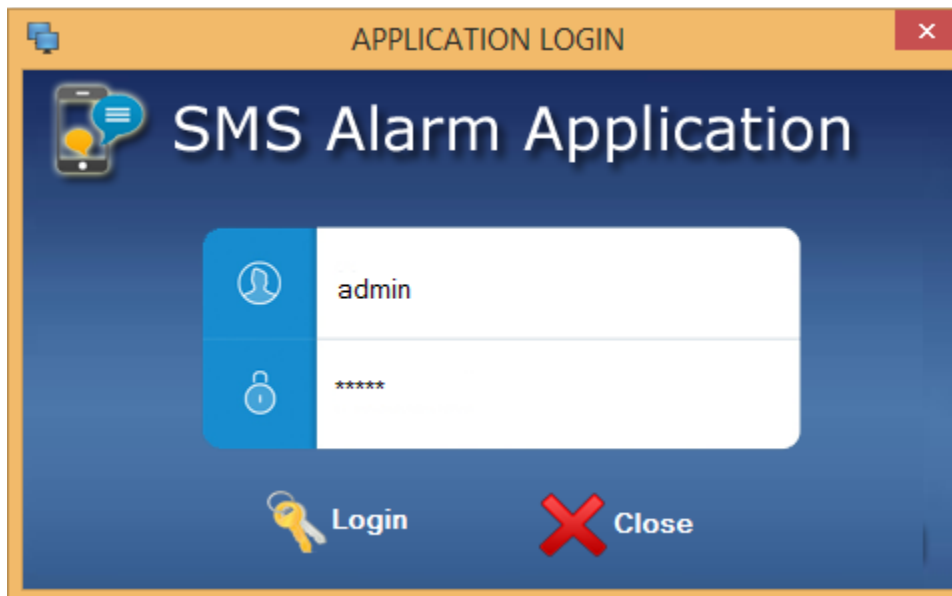 APPLICATION LOGIN
SMS Alarm Application
admin
*****
Login
Close